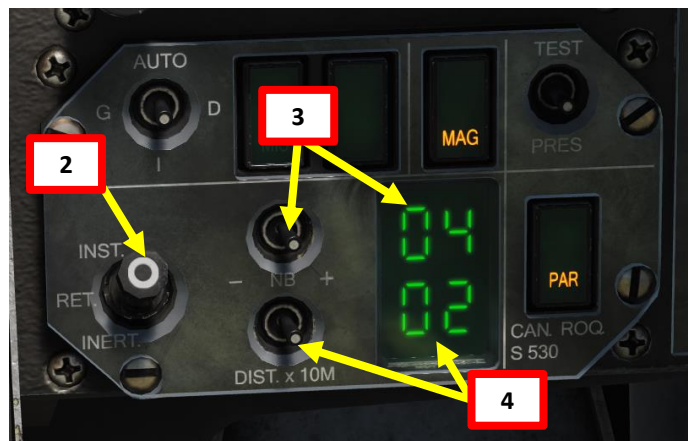 AUTO
G
D
I
MAG
TEST
PRES
3
2
INST.
RET.
INERT.
- NB +
DIST. x 10M
04
02
PAR
CAN. ROQ.
S 530
4